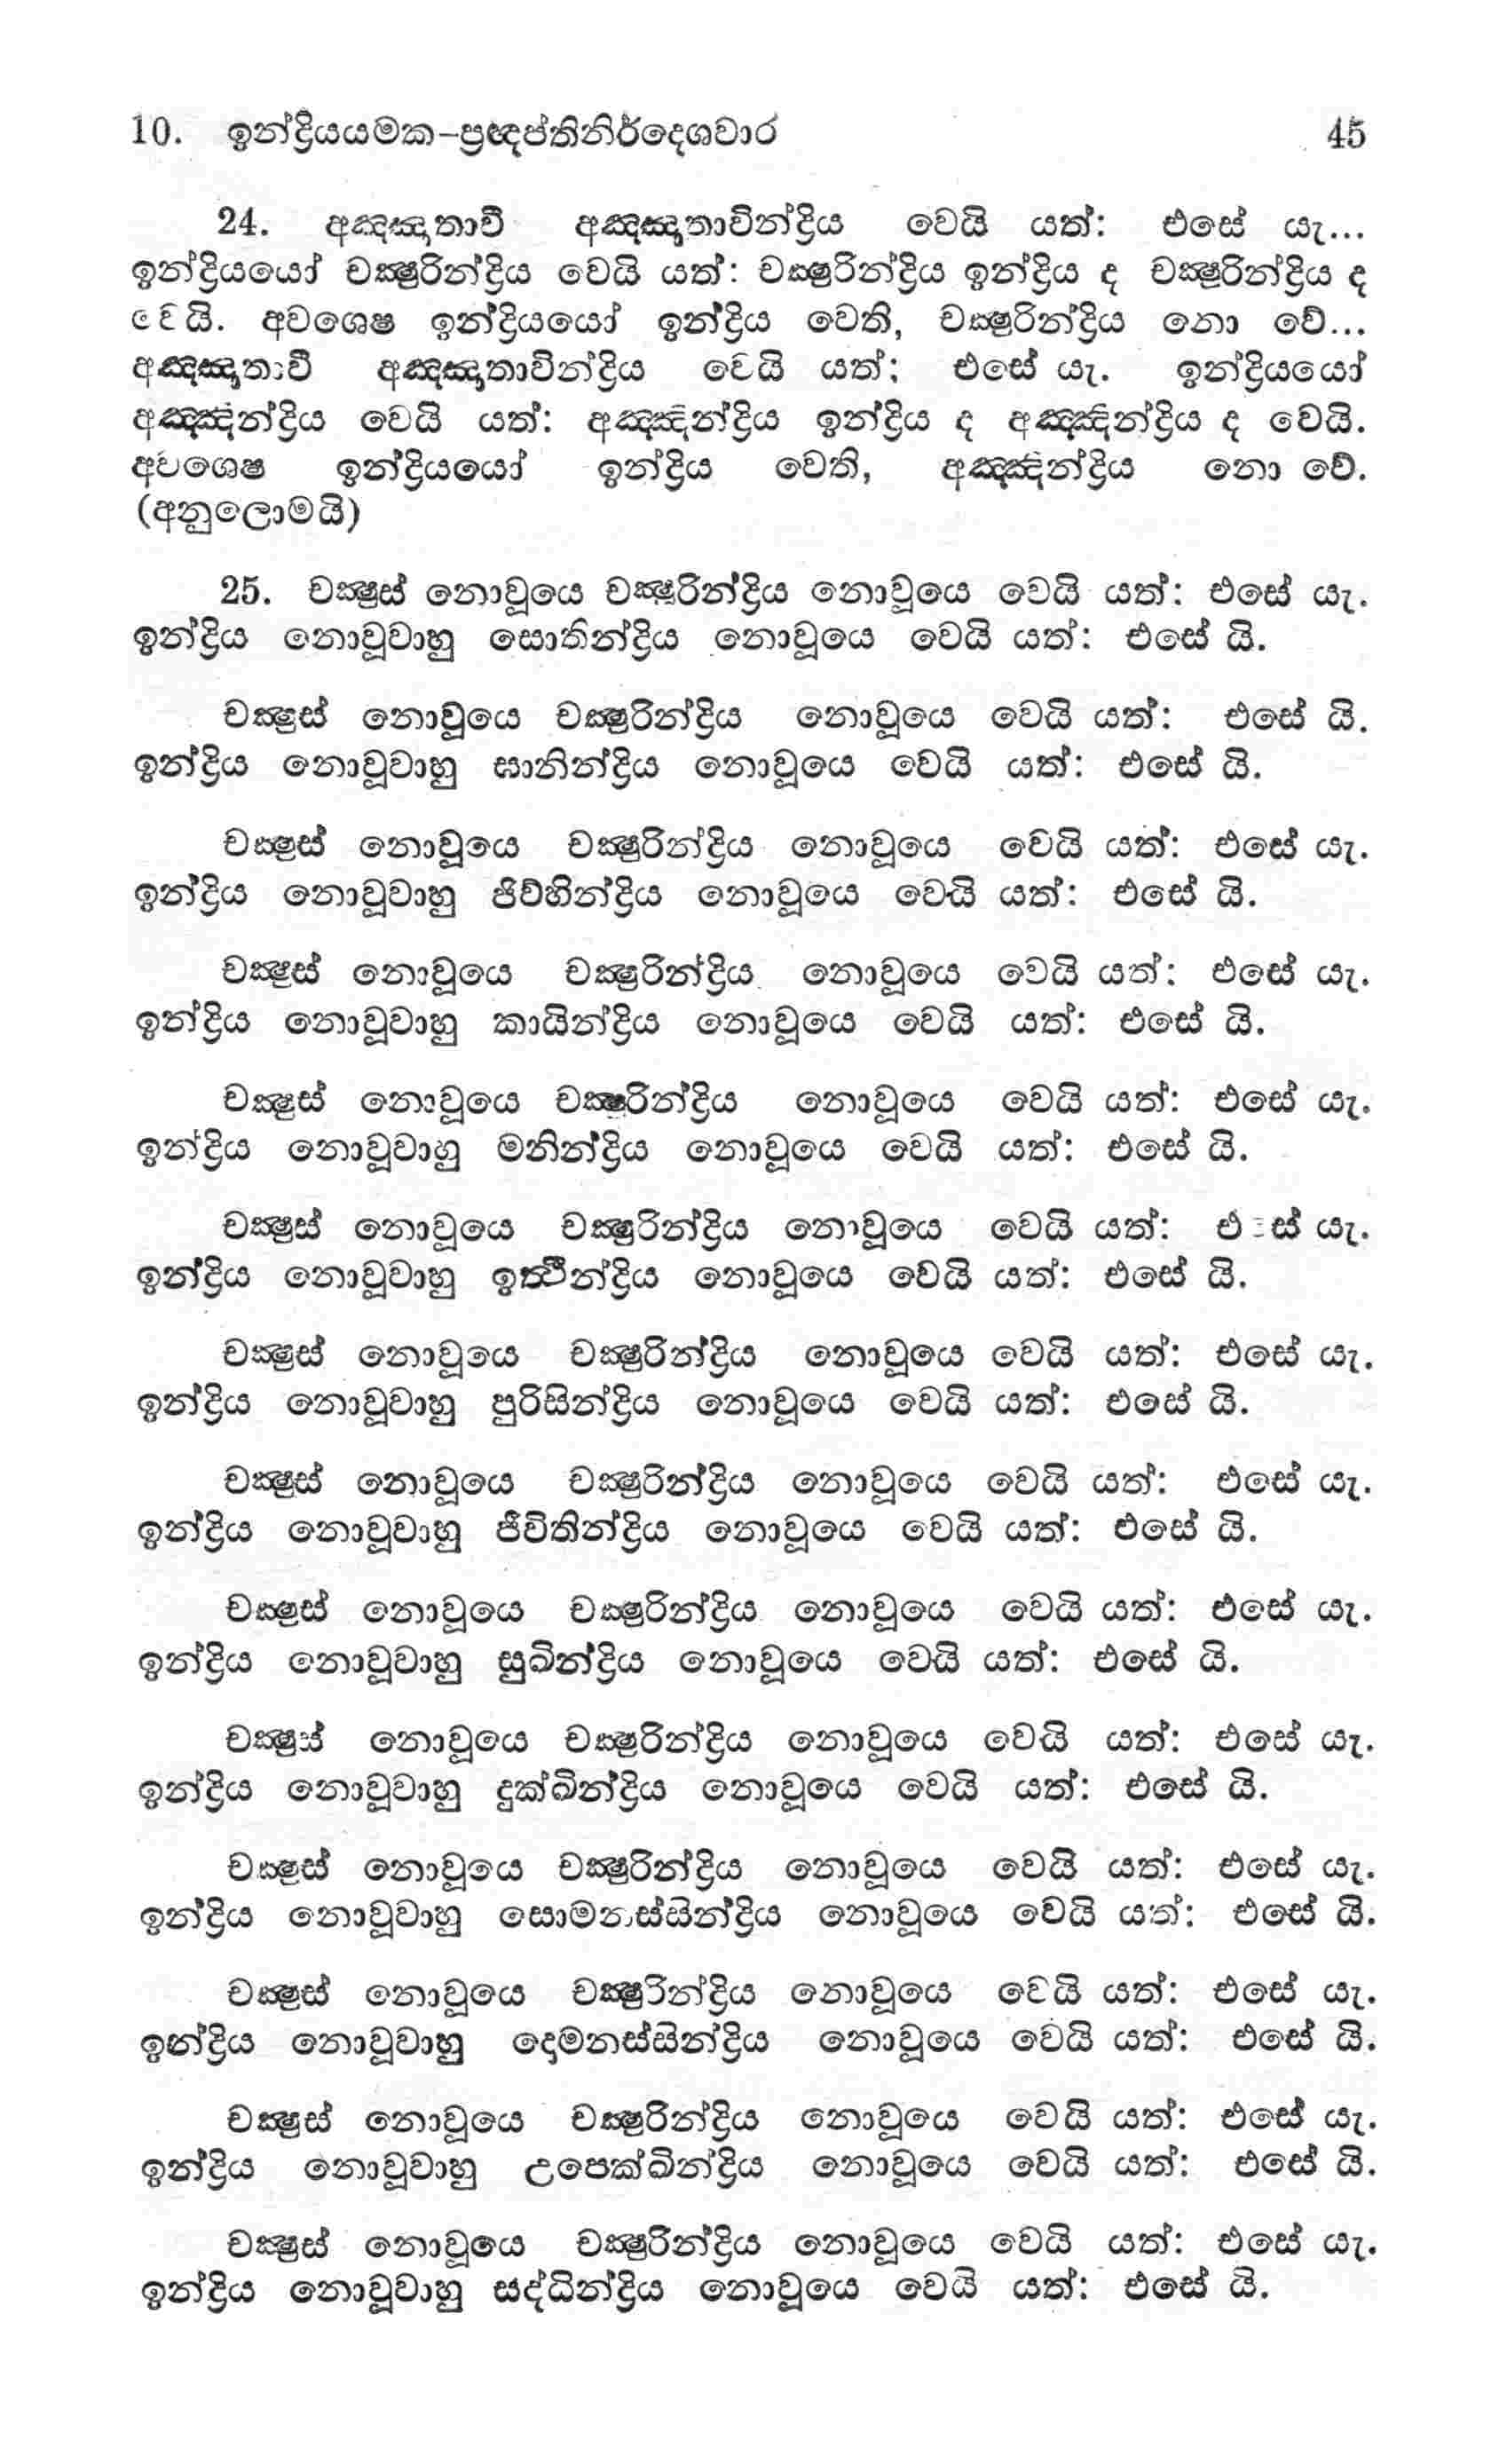 10. ඉන්ද්‍රියයමක-ප්‍රඥප්තිනිර්දෙශවාර 45
24. අඤ්ඤතාවී අඤ්ඤතාවින්ද්‍රිය වෙයි යත්: එසේ යැ...
ඉන්ද්‍රියයෝ චක්ෂුරින්ද්‍රිය වෙයි යත්: චක්ෂුරින්ද්‍රිය ඉන්ද්‍රිය ද චක්ෂුරින්ද්‍රිය ද
වෙයි. අවශෙෂ ඉන්ද්‍රියයෝ ඉන්ද්‍රිය වෙති, චක්ෂුරින්ද්‍රිය නො වේ...
අඤ්ඤතාවී අඤ්ඤතාවින්ද්‍රිය වෙයි යත්: එසේ යැ. ඉන්ද්‍රියයෝ
අඤ්ඤින්ද්‍රිය වෙයි යත්: අඤ්ඤින්ද්‍රිය ඉන්ද්‍රිය ද අඤ්ඤින්ද්‍රිය ද වෙයි.
අවශෙෂ ඉන්ද්‍රියයෝ ඉන්ද්‍රිය වෙති, අඤ්ඤින්ද්‍රිය නො වේ.
(අනුලොමයි)
25. චක්ෂුස් නොවූයෙ චක්ෂුරින්ද්‍රිය නොවූයෙ වෙයි යත්: එසේ යැ.
ඉන්ද්‍රිය නොවූවාහු සොතින්ද්‍රිය නොවූයෙ වෙයි යත්: එසේ යි.
චක්ෂුස් නොවූයෙ චක්ෂුරින්ද්‍රිය නොවූයෙ වෙයි යත්: එසේ යි.
ඉන්ද්‍රිය නොවූවාහු ඝානින්ද්‍රිය නොවූයෙ වෙයි යත්: එසේ යි.
චක්ෂුස් නොවූයෙ චක්ෂුරින්ද්‍රිය නොවූයෙ වෙයි යත්: එසේ යැ.
ඉන්ද්‍රිය නොවූවාහු ජිව්හින්ද්‍රිය නොවූයෙ වෙයි යත්: එසේ යි.
චක්ෂුස් නොවූයෙ චක්ෂුරින්ද්‍රිය නොවූයෙ වෙයි යත්: එසේ යැ.
ඉන්ද්‍රිය නොවූවාහු කායින්ද්‍රිය නොවූයෙ වෙයි යත්: එසේ යි.
චක්ෂුස් නොවූයෙ චක්ෂුරින්ද්‍රිය නොවූයෙ වෙයි යත්: එසේ යැ.
ඉන්ද්‍රිය නොවූවාහු මනින්ද්‍රිය නොවූයෙ වෙයි යත්: එසේ යි.
චක්ෂුස් නොවූයෙ චක්ෂුරින්ද්‍රිය නොවූයෙ වෙයි යත්: එසේ යැ.
ඉන්ද්‍රිය නොවූවාහු ඉත්ථින්ද්‍රිය නොවූයෙ වෙයි යත්: එසේ යි.
චක්ෂුස් නොවූයෙ චක්ෂුරින්ද්‍රිය නොවූයෙ වෙයි යත්: එසේ යැ.
ඉන්ද්‍රිය නොවූවාහු පුරිසින්ද්‍රිය නොවූයෙ වෙයි යත්: එසේ යි.
චක්ෂුස් නොවූයෙ චක්ෂුරින්ද්‍රිය නොවූයෙ වෙයි යත්: එසේ යැ.
ඉන්ද්‍රිය නොවූවාහු ජීවිතින්ද්‍රිය නොවූයෙ වෙයි යත්: එසේ යි.
චක්ෂුස් නොවූයෙ චක්ෂුරින්ද්‍රිය නොවූයෙ වෙයි යත්: එසේ යැ.
ඉන්ද්‍රිය නොවූවාහු සුඛින්ද්‍රිය නොවූයෙ වෙයි යත්: එසේ යි.
චක්ෂුස් නොවූයෙ චක්ෂුරින්ද්‍රිය නොවූයෙ වෙයි යත්: එසේ යැ.
ඉන්ද්‍රිය නොවූවාහු දුක්ඛින්ද්‍රිය නොවූයෙ වෙයි යත්: එසේ යි.
චක්ෂුස් නොවූයෙ චක්ෂුරින්ද්‍රිය නොවූයෙ වෙයි යත්: එසේ යැ.
ඉන්ද්‍රිය නොවූවාහු සොමනස්සින්ද්‍රිය නොවූයෙ වෙයි යත්: එසේ යි.
චක්ෂුස් නොවූයෙ චක්ෂුරින්ද්‍රිය නොවූයෙ වෙයි යත්: එසේ යැ.
ඉන්ද්‍රිය නොවූවාහු දොමනස්සින්ද්‍රිය නොවූයෙ වෙයි යත්: එසේ යි.
චක්ෂුස් නොවූයෙ චක්ෂුරින්ද්‍රිය නොවූයෙ වෙයි යත්: එසේ යැ.
ඉන්ද්‍රිය නොවූවාහු උපෙක්ඛින්ද්‍රිය නොවූයෙ වෙයි යත්: එසේ යි.
චක්ෂුස් නොවූයෙ චක්ෂුරින්ද්‍රිය නොවූයෙ වෙයි යත්: එසේ යැ.
ඉන්ද්‍රිය නොවූවාහු සද්ධින්ද්‍රිය නොවූයෙ වෙයි යත්: එසේ යි.